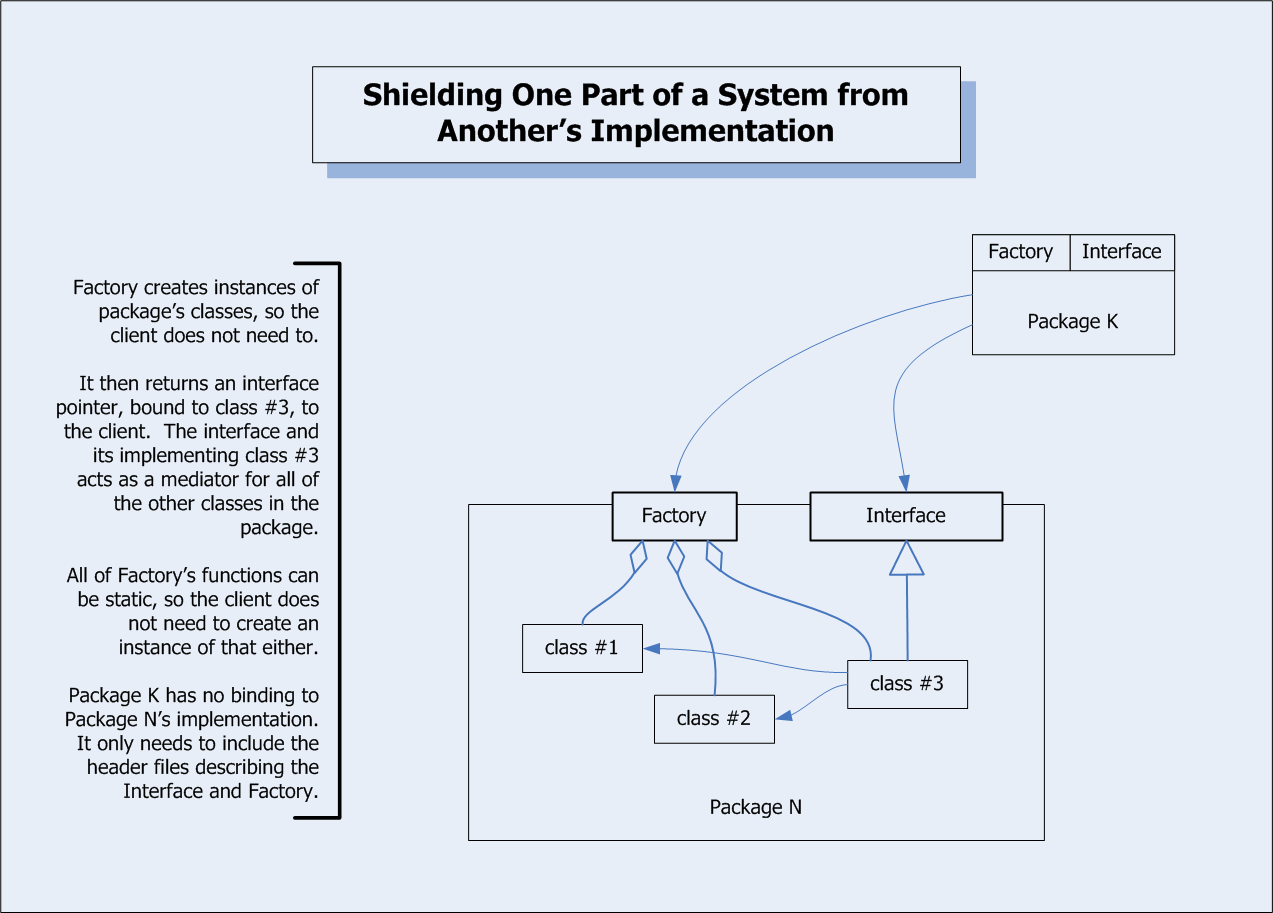 Shielding One Part of a System from
Another’s Implementation
Factory creates instances of
package’s classes, so the
client does not need to.
It then returns an interface
pointer, bound to class #3, to
the client.  The interface and
its implementing class #3
acts as a mediator for all of
the other classes in the
package.
All of Factory’s functions can
be static, so the client does
not need to create an
instance of that either.
Package K has no binding to
Package N’s implementation.
It only needs to include the
header files describing the
Interface and Factory.
Factory
Interface
Package K
Factory
Interface
class #1
class #2
class #3
Package N